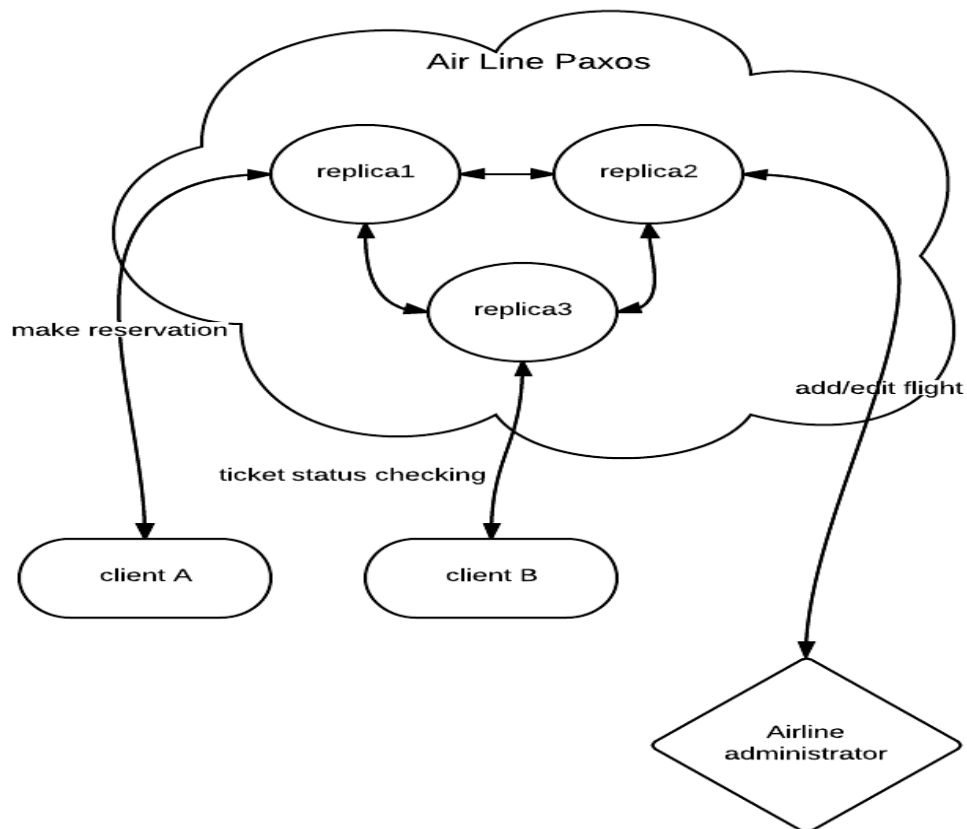 Air Line Paxos
replica1
replica2
replica3
make reservation
add/edit flight
ticket status checking
client A
client B
Airline
administrator